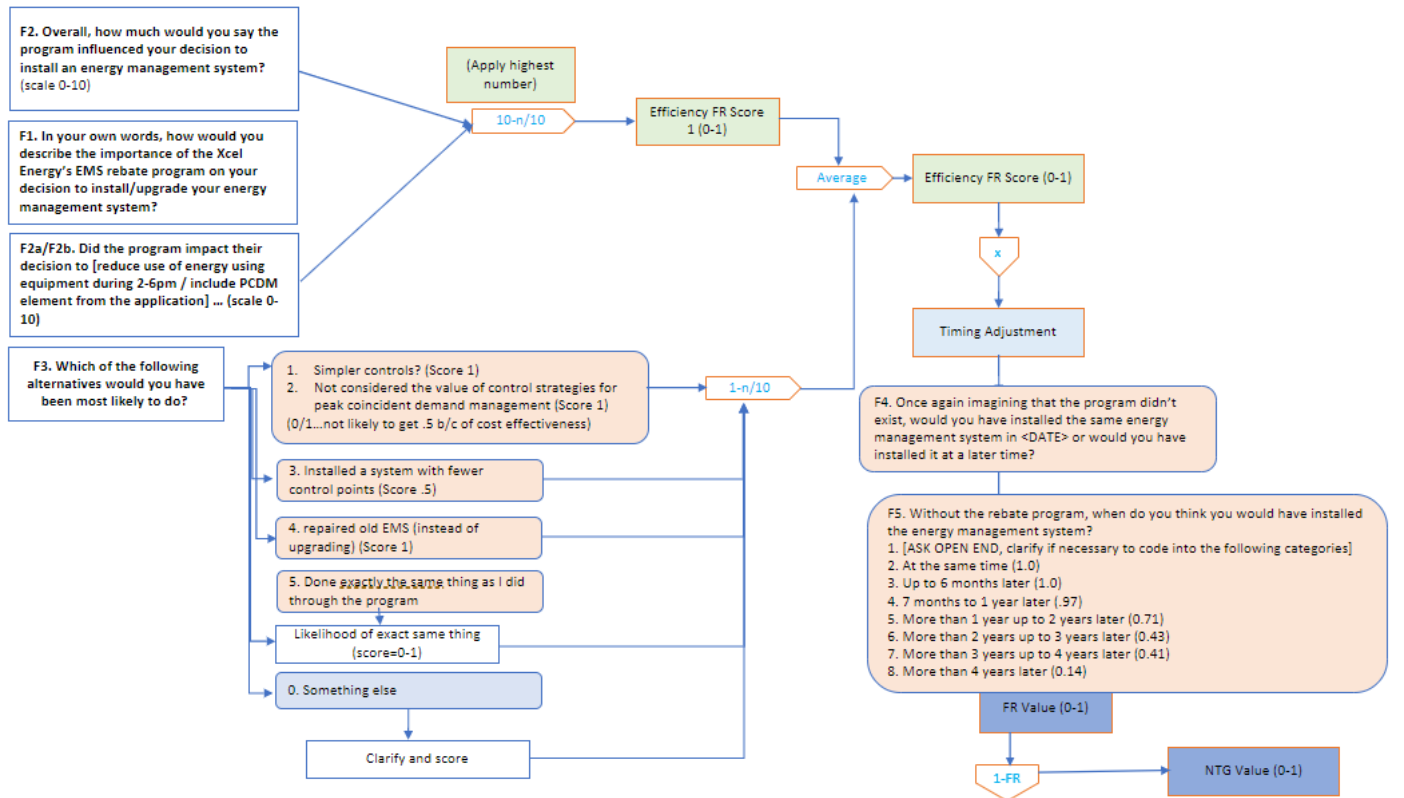 F2. Overall, how much would you say the
program influenced your decision to
install an energy management system?
(scale 0-10)
F1. In your own words, how would you
describe the importance of the Xcel
Energy's EMS rebate program on your
decision to install/upgrade your energy
management system?
F2a/F2b. Did the program impact their
decision to [reduce use of energy using
equipment during 2-6pm / include PCDM
element from the application] ... (scale 0-
10)
(Apply highest
number)
10-n/10
Efficiency FR Score
1 (0-1)
Average
Efficiency FR Score (0-1)
x
Timing Adjustment
F3. Which of the following
alternatives would you have
been most likely to do?
1. Simpler controls? (Score 1)
2. Not considered the value of control strategies for
peak coincident demand management (Score 1)
(0/1...not likely to get .5 b/c of cost effectiveness)
1-n/10
3. Installed a system with fewer
control points (Score .5)
4. repaired old EMS (instead of
upgrading) (Score 1)
5. Done exactly the same thing as I did
through the program
Likelihood of exact same thing
(score=0-1)
0. Something else
Clarify and score
F4. Once again imagining that the program didn't
exist, would you have installed the same energy
management system in <DATE> or would you have
installed it at a later time?
F5. Without the rebate program, when do you think you would have installed
the energy management system?
1. [ASK OPEN END, clarify if necessary to code into the following categories]
2. At the same time (1.0)
3. Up to 6 months later (1.0)
4. 7 months to 1 year later (.97)
5. More than 1 year up to 2 years later (0.71)
6. More than 2 years up to 3 years later (0.43)
7. More than 3 years up to 4 years later (0.41)
8. More than 4 years later (0.14)
FR Value (0-1)
1-FR
NTG Value (0-1)